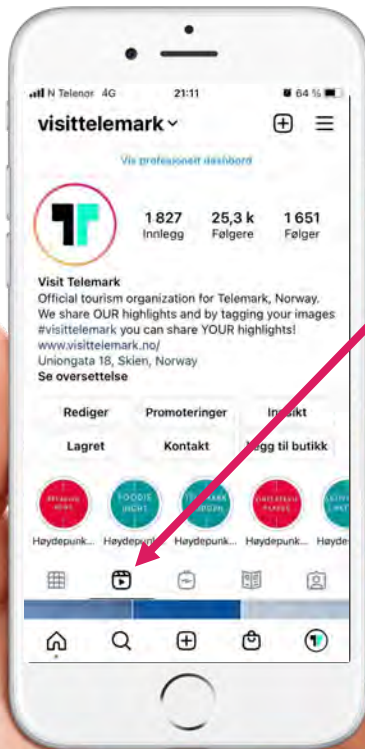 N Telenor 4G 21:11 64 %
visittelemark
Vis profesjonelt dashbord
1 827 25,3 k 1 651
Innlegg Følgere Følger
Visit Telemark
Official tourism organization for Telemark, Norway.
We share OUR highlights and by tagging your images
#visittelemark you can share YOUR highlights!
www.visittelemark.no/
Uniongata 18, Skien, Norway
Se oversettelse
Rediger Promoteringer
Lagret Kontakt til butikk
FOODIE
Høydepunk... Høydepunk... Høydepunk...